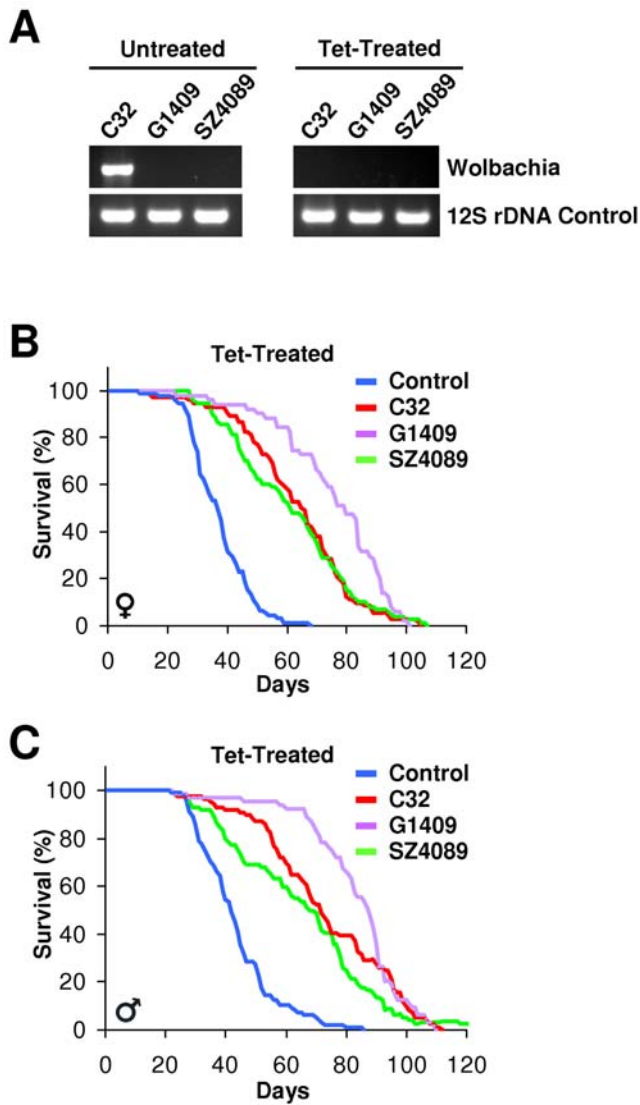 A
Untreated Tet-Treated
C32 G1409 SZ4089 C32 G1409 SZ4089
Wolbachia
12S rDNA Control
B
Tet-Treated
Control
C32
G1409
SZ4089
Survival (%)
100
80
60
40
20
0
♀
0 20 40 60 80 100 120
Days
C
Tet-Treated
Control
C32
G1409
SZ4089
Survival (%)
100
80
60
40
20
0
♂
0 20 40 60 80 100 120
Days